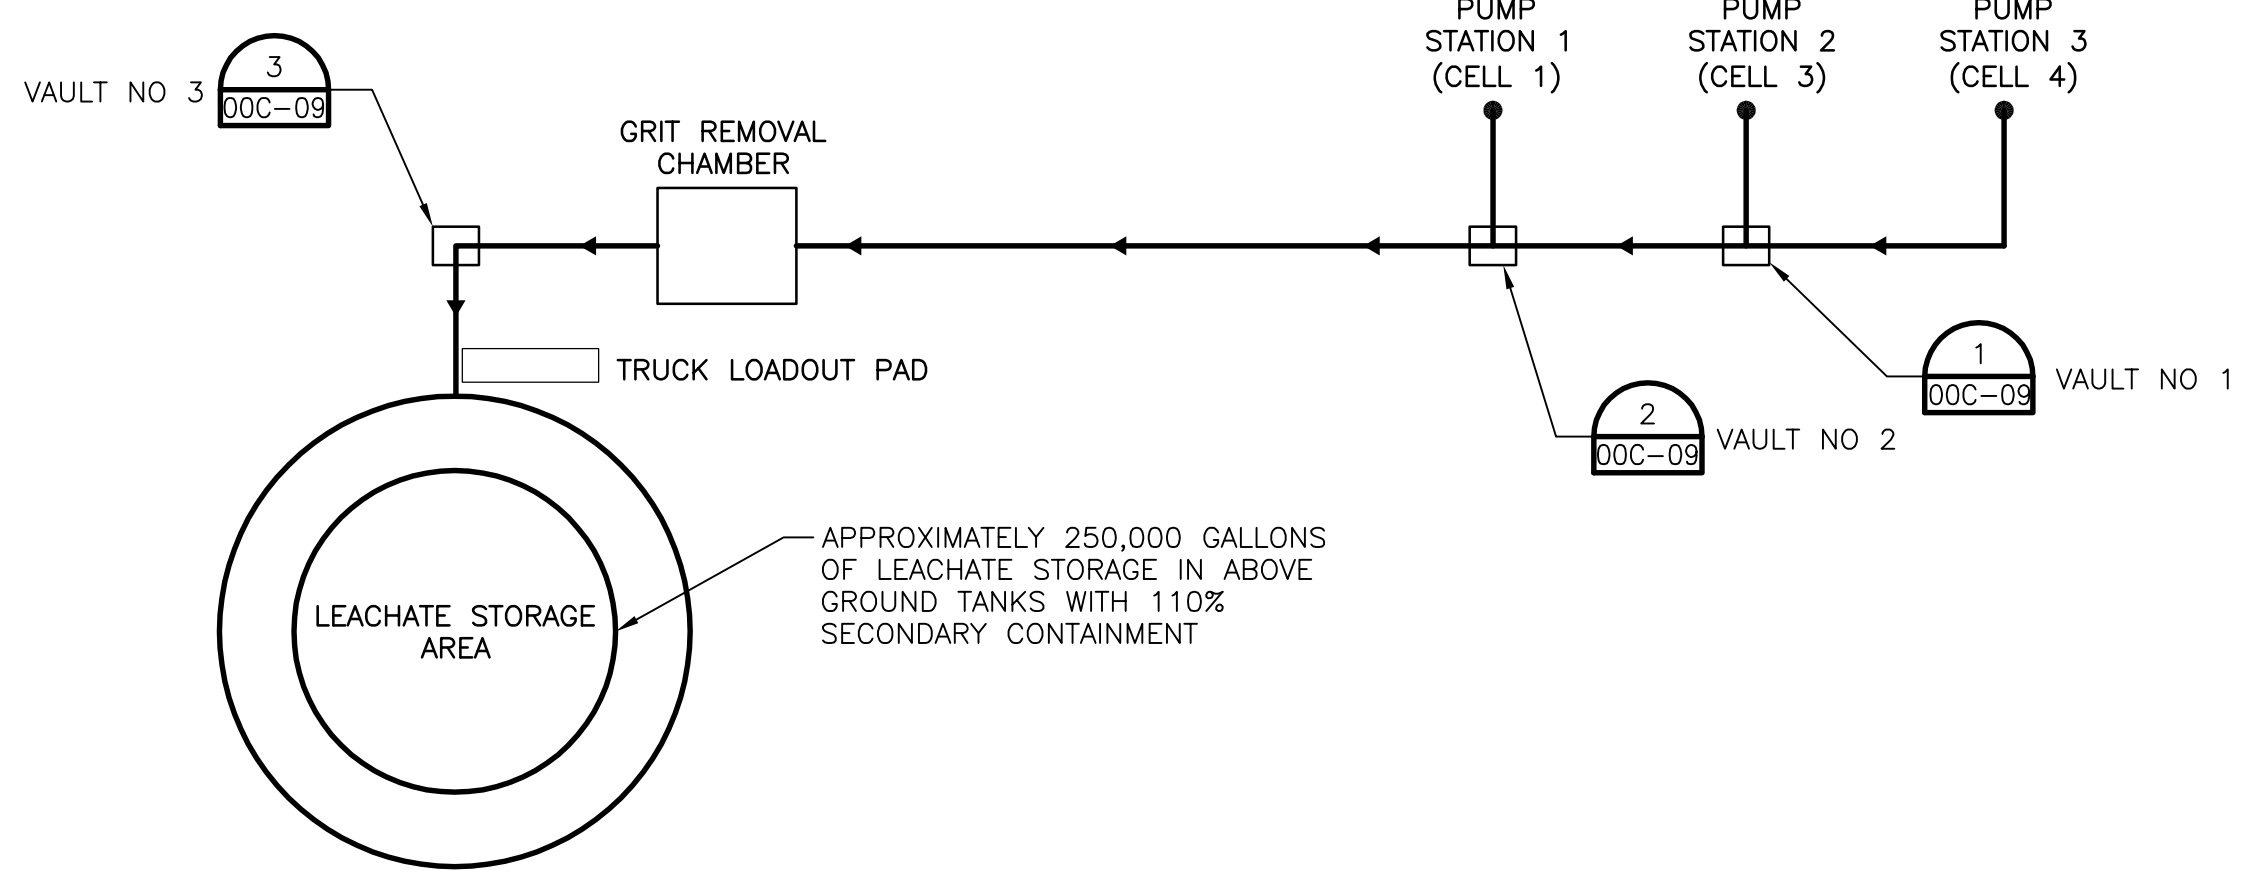 PUMP
STATION 1
(CELL 1)
PUMP
STATION 2
(CELL 3)
PUMP
STATION 3
(CELL 4)
3
00C-09
VAULT NO 3
GRIT REMOVAL
CHAMBER
TRUCK LOADOUT PAD
1
00C-09
VAULT NO 1
2
00C-09
VAULT NO 2
APPROXIMATELY 250,000 GALLONS
OF LEACHATE STORAGE IN ABOVE
GROUND TANKS WITH 110%
SECONDARY CONTAINMENT
LEACHATE STORAGE
AREA